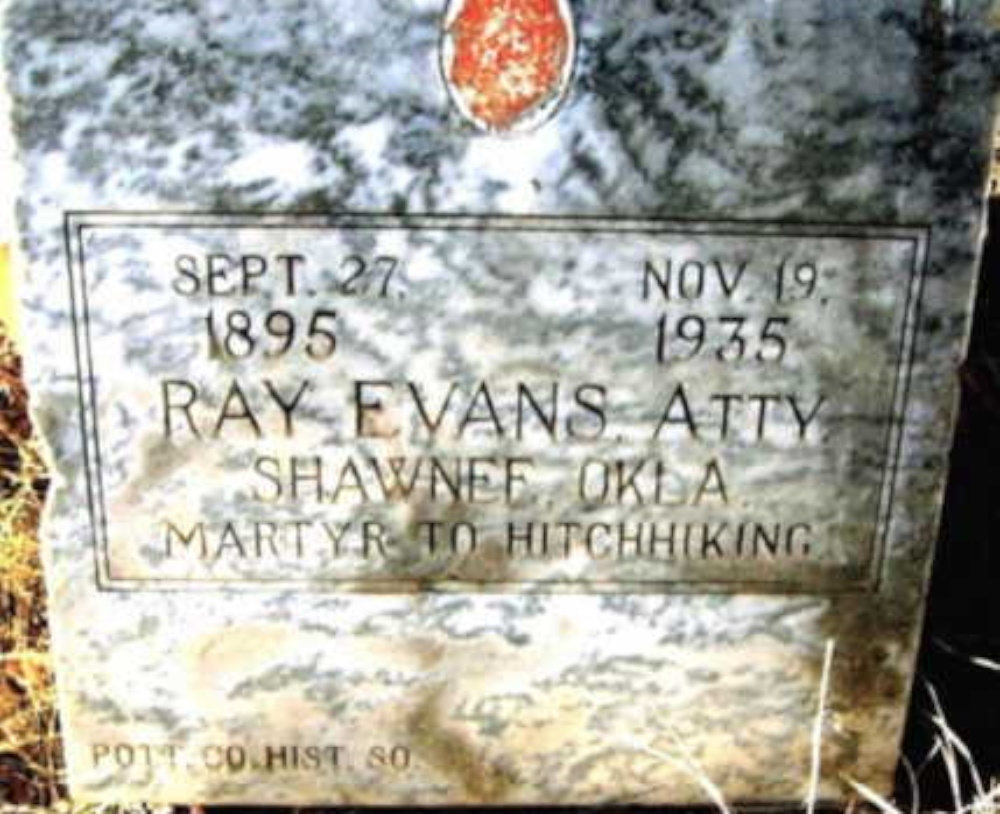 SEPT. 27, NOV. 19,
1895 1935
RAY EVANS, ATTY.
SHAWNEE, OKLA.
MARTYR TO HITCHHIKING
POTT. CO. HIST. SO.